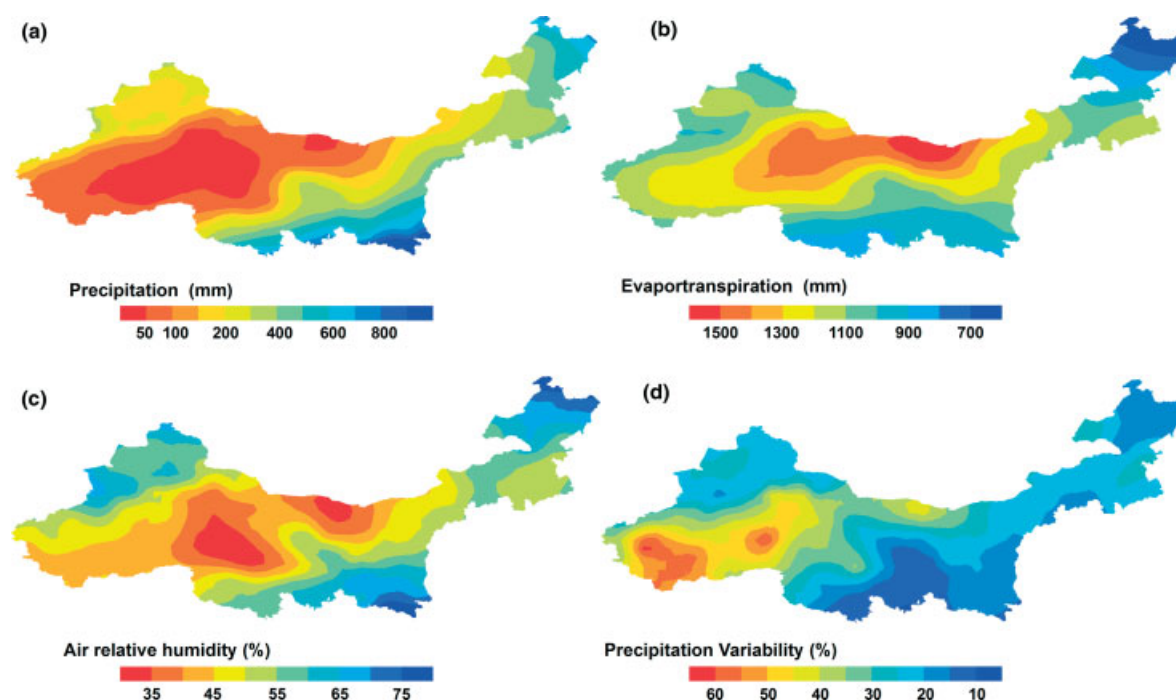 (a)
(b)
Precipitation (mm)
50 100 200 400 600 800
Evaportranspiration (mm)
1500 1300 1100 900 700
(c)
(d)
Air relative humidity (%)
35 45 55 65 75
Precipitation Variability (%)
60 50 40 30 20 10